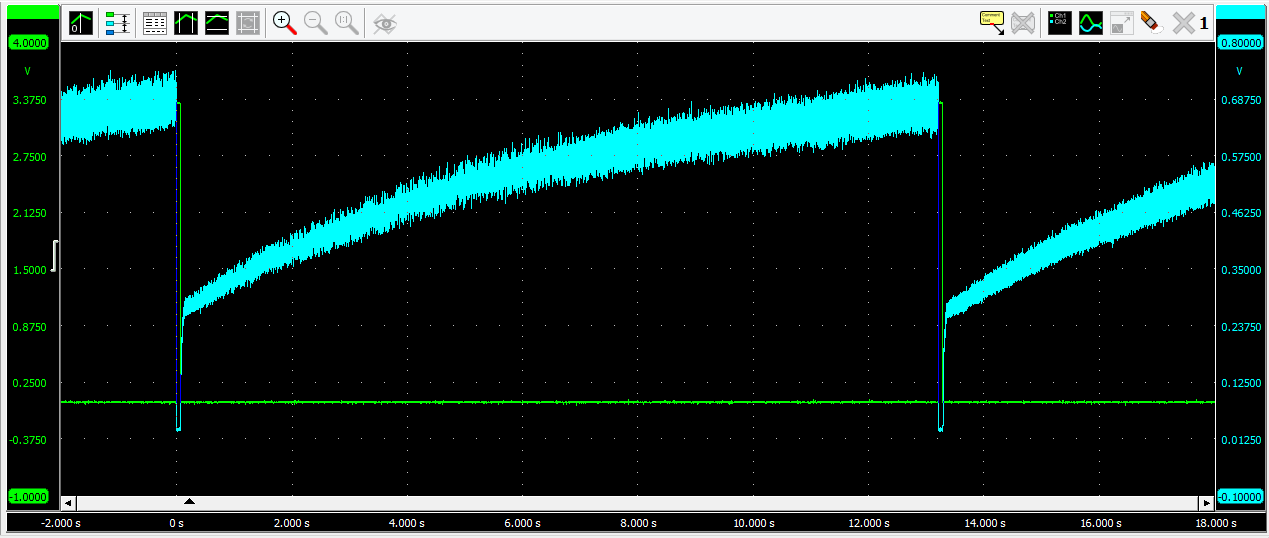 0
Comment
Text
Ch1
Ch2
1:1
1
4.0000
V
3.3750
2.7500
2.1250
1.5000
0.8750
0.2500
-0.3750
-1.0000
0.80000
V
0.68750
0.57500
0.46250
0.35000
0.23750
0.12500
0.01250
-0.10000
-2.000 s
0 s
2.000 s
4.000 s
6.000 s
8.000 s
10.000 s
12.000 s
14.000 s
16.000 s
18.000 s